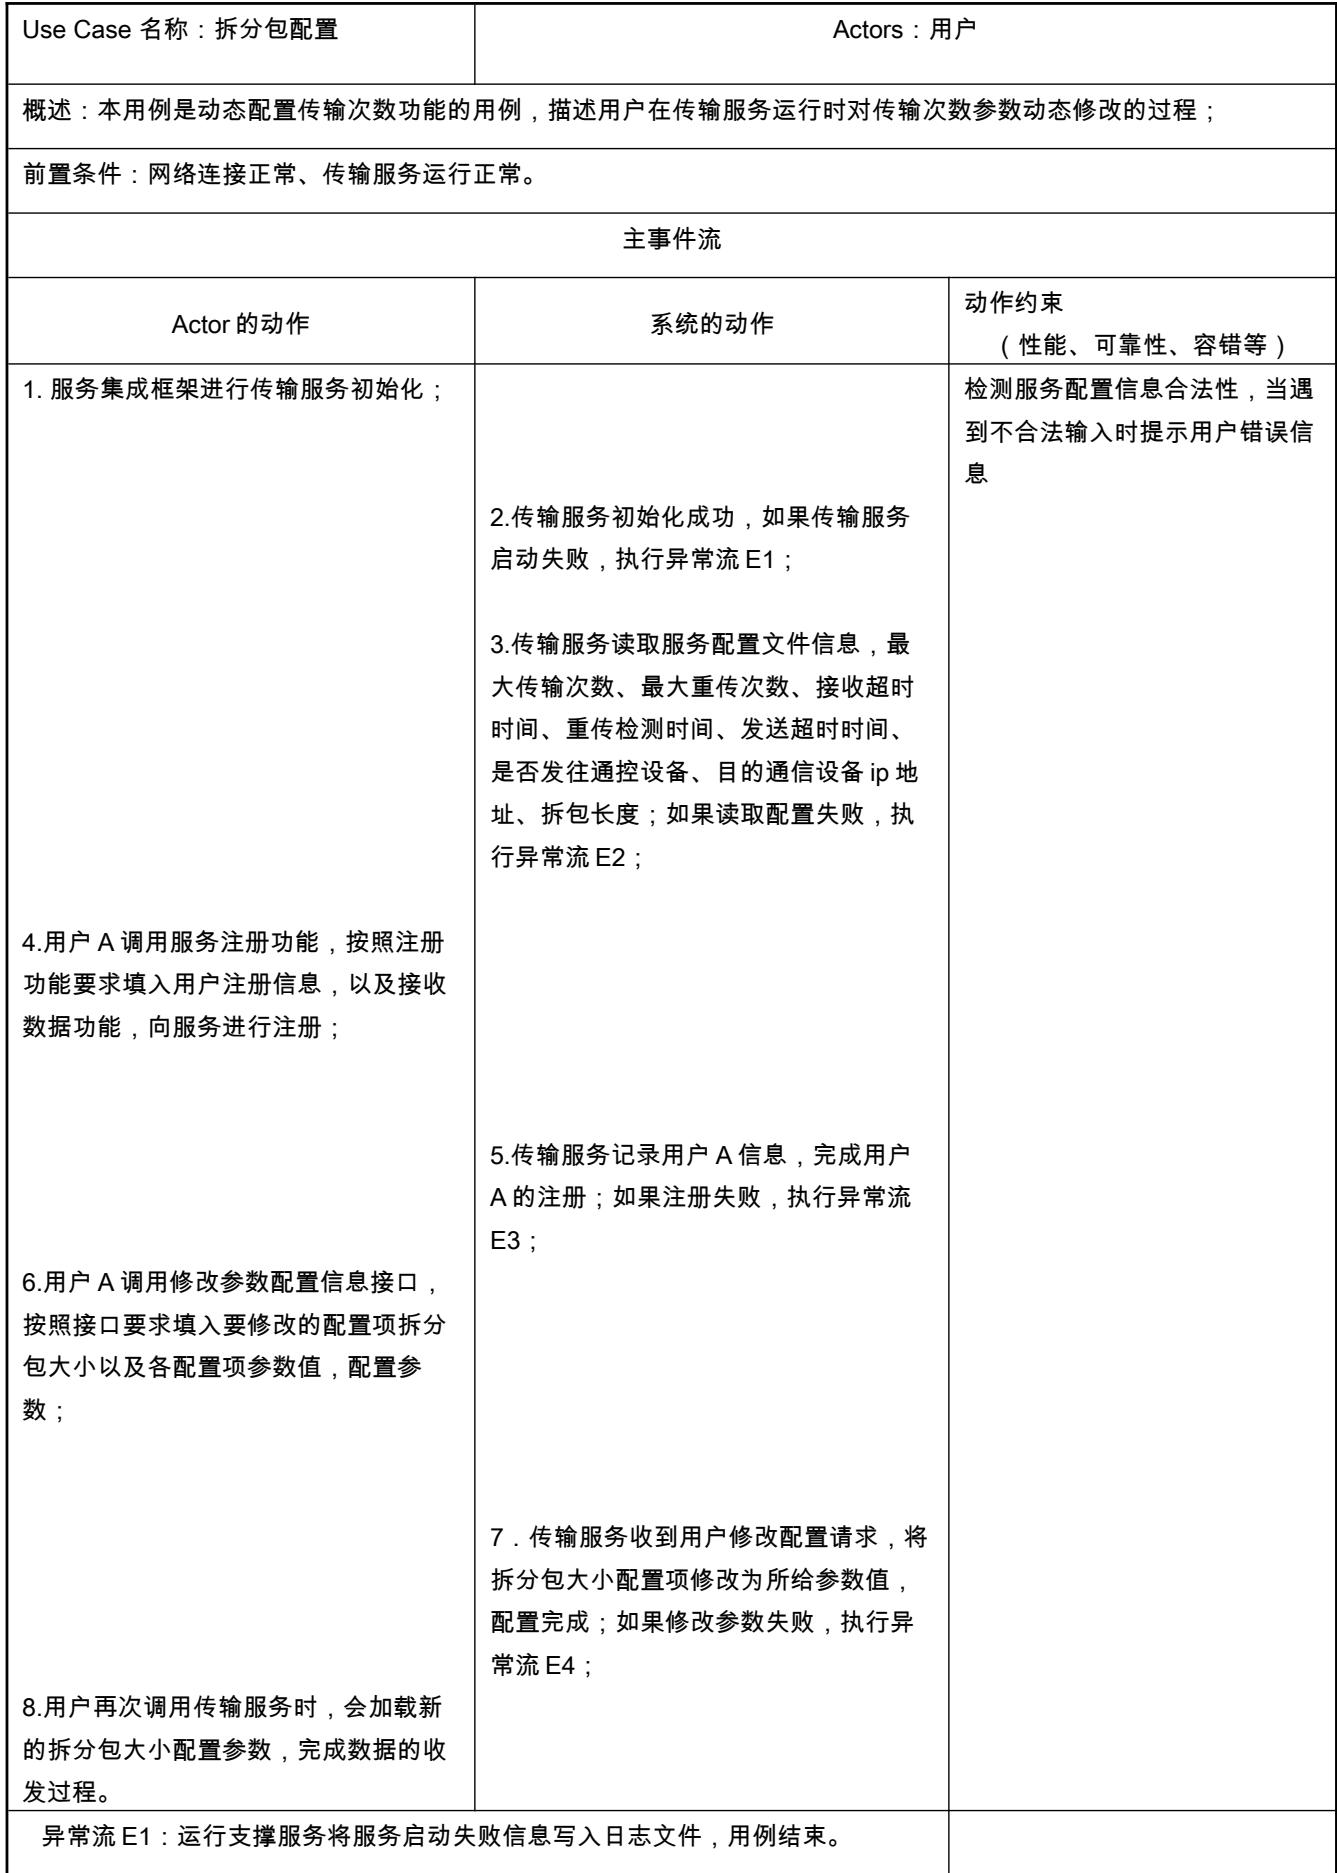 Use Case 名称：拆分包配置
Actors：用户
概述：本用例是动态配置传输次数功能的用例，描述用户在传输服务运行时对传输次数参数动态修改的过程；
前置条件：网络连接正常、传输服务运行正常。
主事件流
Actor 的动作
系统的动作
动作约束
（性能、可靠性、容错等）
1. 服务集成框架进行传输服务初始化；
检测服务配置信息合法性，当遇
到不合法输入时提示用户错误信
息
2.传输服务初始化成功，如果传输服务
启动失败，执行异常流 E1；
3.传输服务读取服务配置文件信息，最
大传输次数、最大重传次数、接收超时
时间、重传检测时间、发送超时时间、
是否发往通控设备、目的通信设备 ip 地
址、拆包长度；如果读取配置失败，执
行异常流 E2；
4.用户 A 调用服务注册功能，按照注册
功能要求填入用户注册信息，以及接收
数据功能，向服务进行注册；
5.传输服务记录用户 A 信息，完成用户
A 的注册；如果注册失败，执行异常流
E3；
6.用户 A 调用修改参数配置信息接口，
按照接口要求填入要修改的配置项拆分
包大小以及各配置项参数值，配置参
数；
7．传输服务收到用户修改配置请求，将
拆分包大小配置项修改为所给参数值，
配置完成；如果修改参数失败，执行异
常流 E4；
8.用户再次调用传输服务时，会加载新
的拆分包大小配置参数，完成数据的收
发过程。
异常流 E1：运行支撑服务将服务启动失败信息写入日志文件，用例结束。